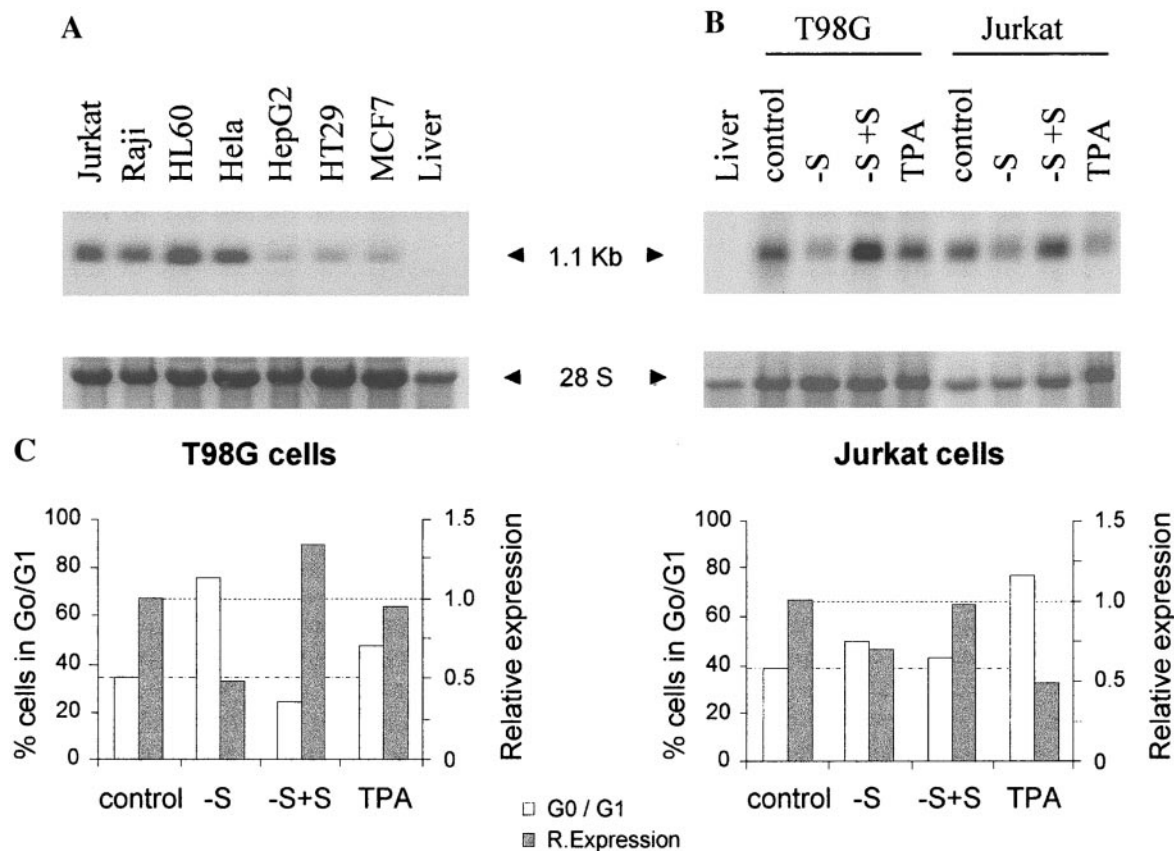 A
Jurkat
Raji
HL60
Hela
HepG2
HT29
MCF7
Liver
B
T98G Jurkat
Liver
control
-S
-S +S
TPA
control
-S
-S +S
TPA
◄ 1.1 Kb ►
◄ 28 S ►
C
T98G cells
% cells in Go/G1
100
80
60
40
20
0
1.5
1.0
0.5
0
Relative expression
control -S -S+S TPA
Jurkat cells
% cells in Go/G1
100
80
60
40
20
0
1.5
1.0
0.5
0
Relative expression
control -S -S+S TPA
G0 / G1
R.Expression